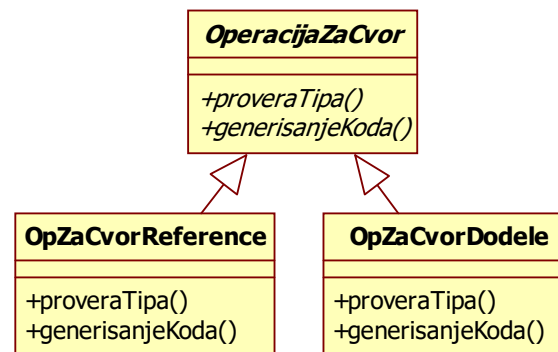 OperacijaZaCvor
+proveraTipa()
+generisanjeKoda()
OpZaCvorReference
+proveraTipa()
+generisanjeKoda()
OpZaCvorDodele
+proveraTipa()
+generisanjeKoda()